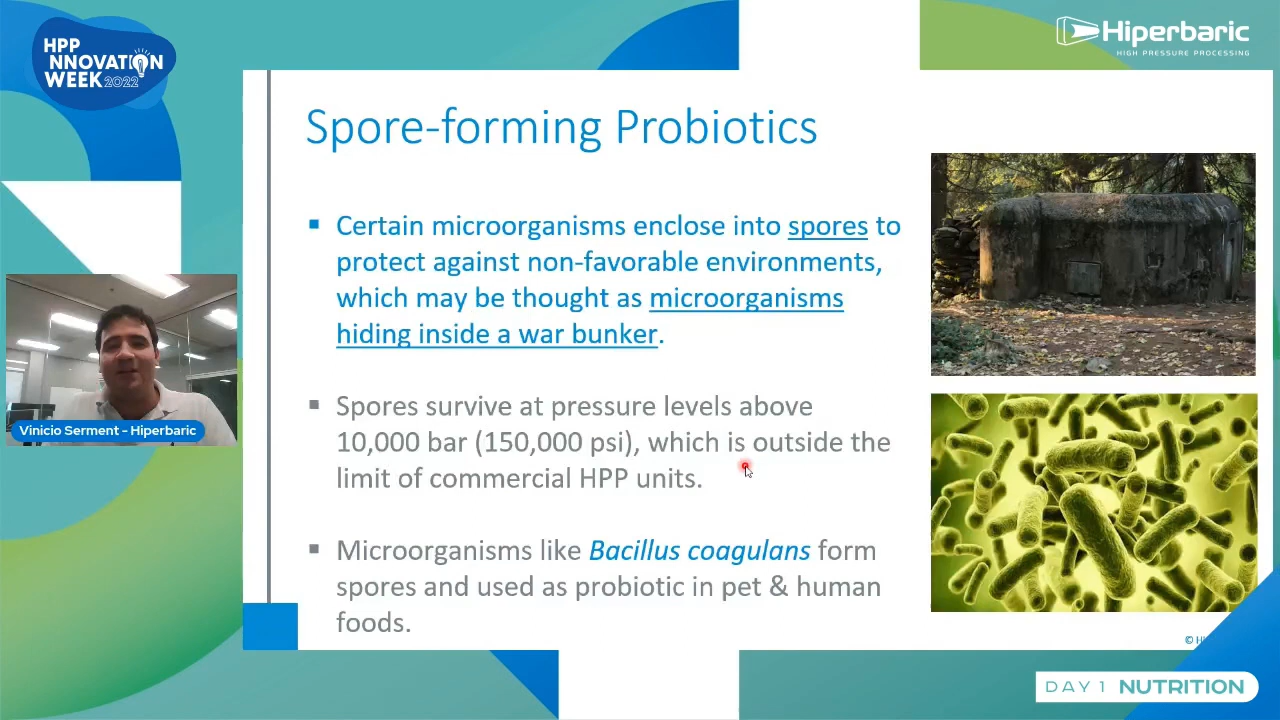 HPP
INNOVATION
WEEK 2022
Hiperbaric
HIGH PRESSURE PROCESSING
Spore-forming Probiotics
▪ Certain microorganisms enclose into spores to
protect against non-favorable environments,
which may be thought as microorganisms
hiding inside a war bunker.
▪ Spores survive at pressure levels above
10,000 bar (150,000 psi), which is outside the
limit of commercial HPP units.
▪ Microorganisms like Bacillus coagulans form
spores and used as probiotic in pet & human
foods.
Vinicio Serment - Hiperbaric
DAY 1 NUTRITION